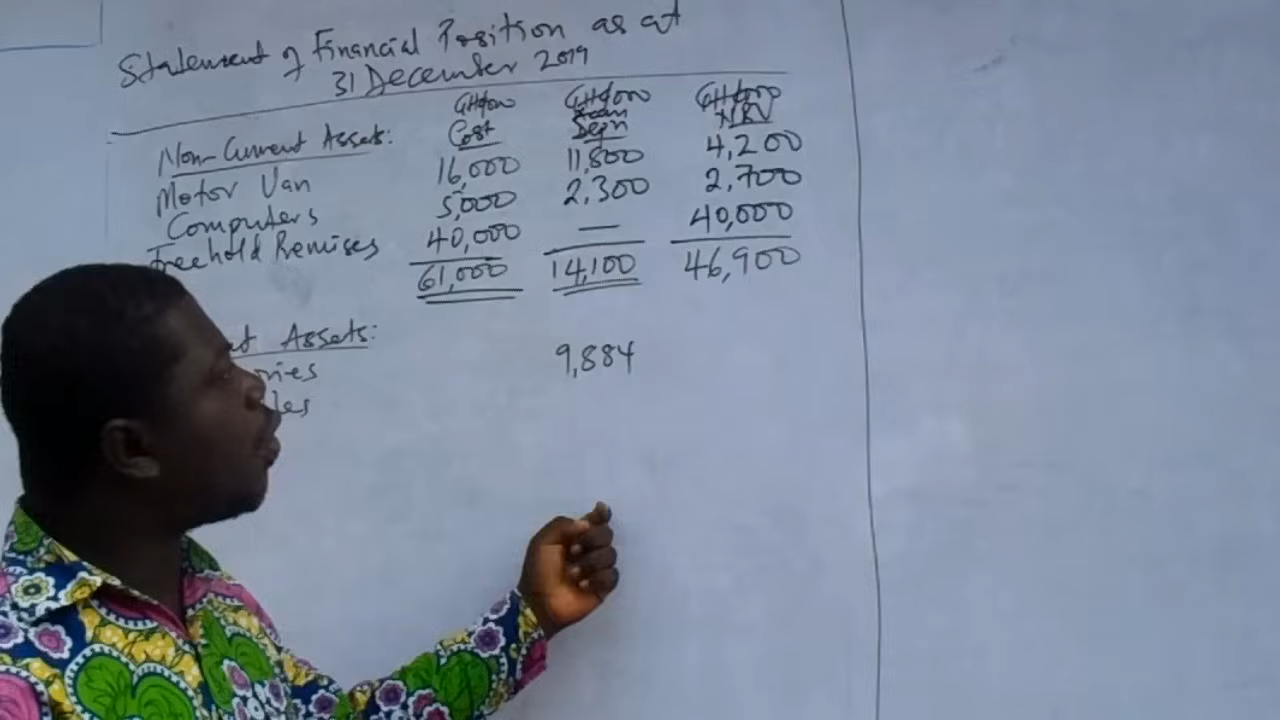 Statement of Financial Position as at
31 December 2019
GH¢000 GH¢000 GH¢000
Non-Current Assets: Cost Depn NBV
Motor Van 16,000 11,800 4,200
Computers 5,000 2,300 2,700
Freehold Premises 40,000 — 40,000
61,000 14,100 46,900
Assets:
9,884